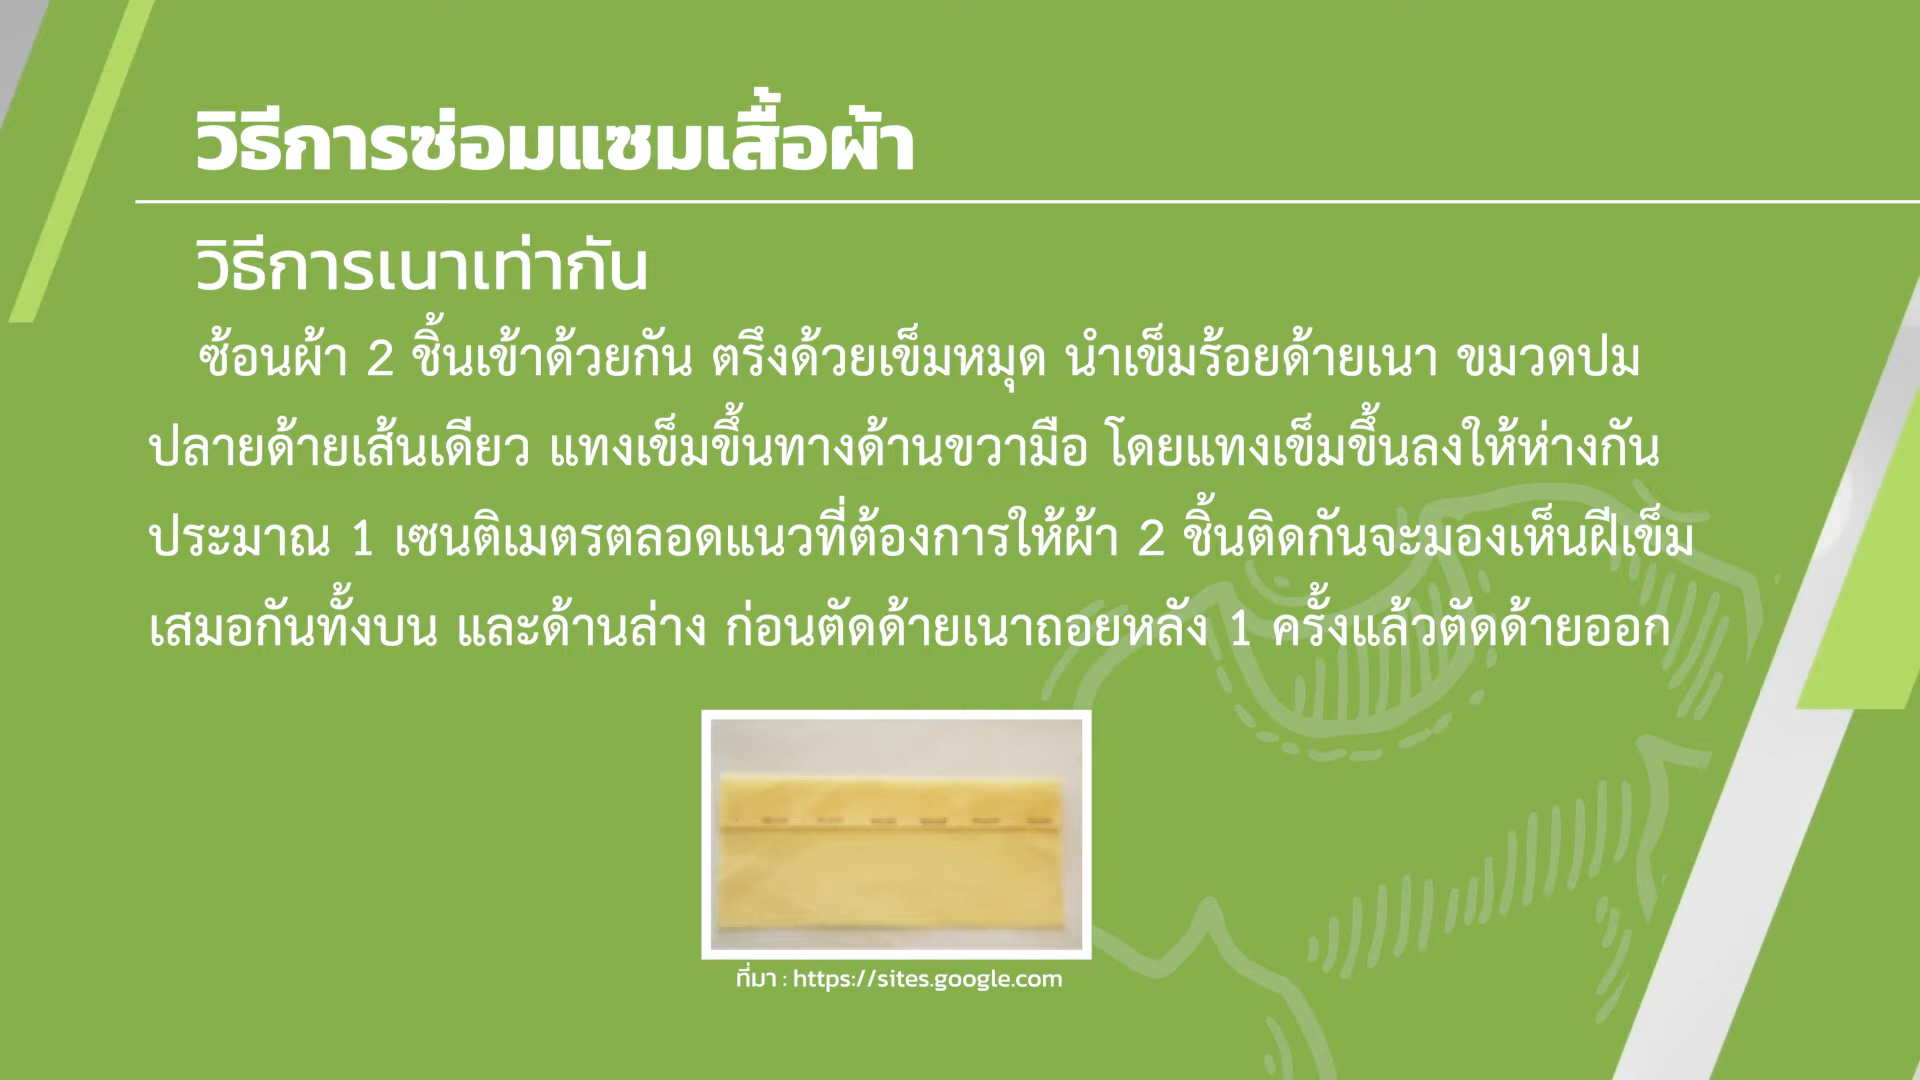 วิธีการซ่อมแซมเสื้อผ้า
วิธีการเนาเท่ากัน
ซ้อนผ้า 2 ชิ้นเข้าด้วยกัน ตรึงด้วยเข็มหมุด นำเข็มร้อยด้ายเนา ขมวดปม
ปลายด้ายเส้นเดียว แทงเข็มขึ้นทางด้านขวามือ โดยแทงเข็มขึ้นลงให้ห่างกัน
ประมาณ 1 เซนติเมตรตลอดแนวที่ต้องการให้ผ้า 2 ชิ้นติดกันจะมองเห็นฝีเข็ม
เสมอกันทั้งบน และด้านล่าง ก่อนตัดด้ายเนาถอยหลัง 1 ครั้งแล้วตัดด้ายออก
ที่มา : https://sites.google.com